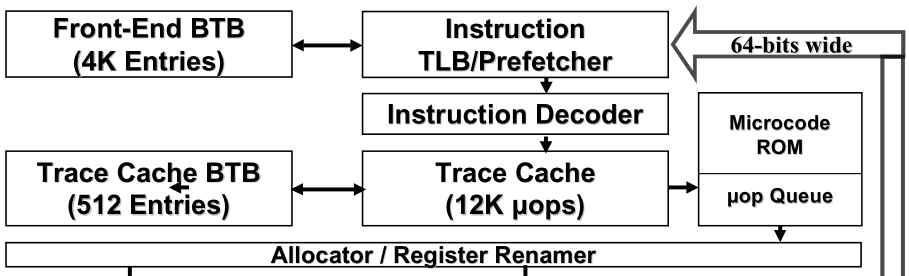 Front-End BTB
(4K Entries)
Instruction
TLB/Prefetcher
64-bits wide
Instruction Decoder
Microcode
ROM
Trace Cache BTB
(512 Entries)
Trace Cache
(12K µops)
µop Queue
Allocator / Register Renamer